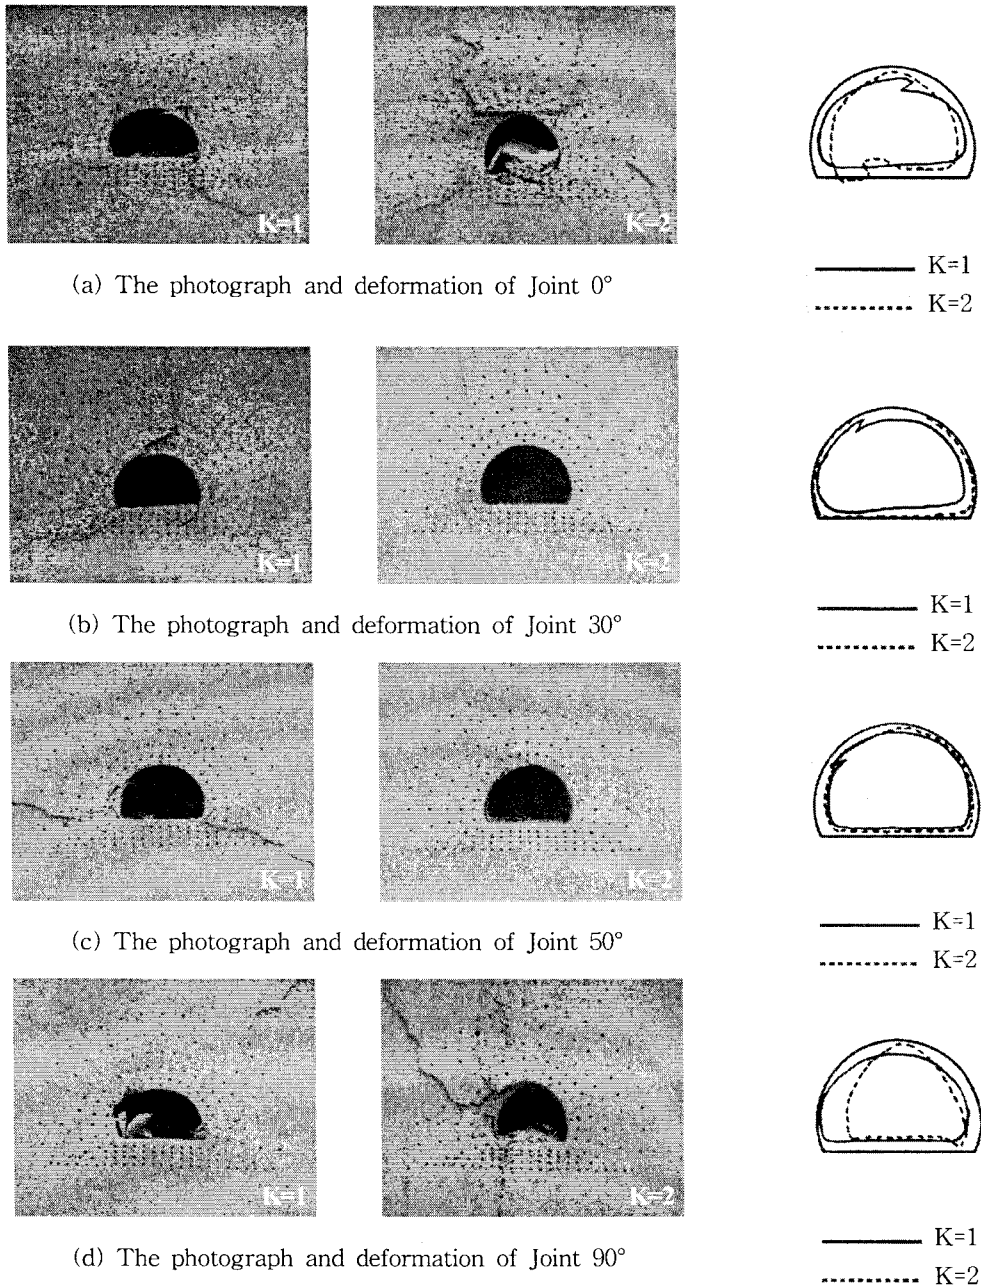 K=1
K=2
(a) The photograph and deformation of Joint 0°
K=1
K=2
K=1
K=2
(b) The photograph and deformation of Joint 30°
K=1
K=2
K=1
K=2
(c) The photograph and deformation of Joint 50°
K=1
K=2
K=1
K=2
(d) The photograph and deformation of Joint 90°
K=1
K=2